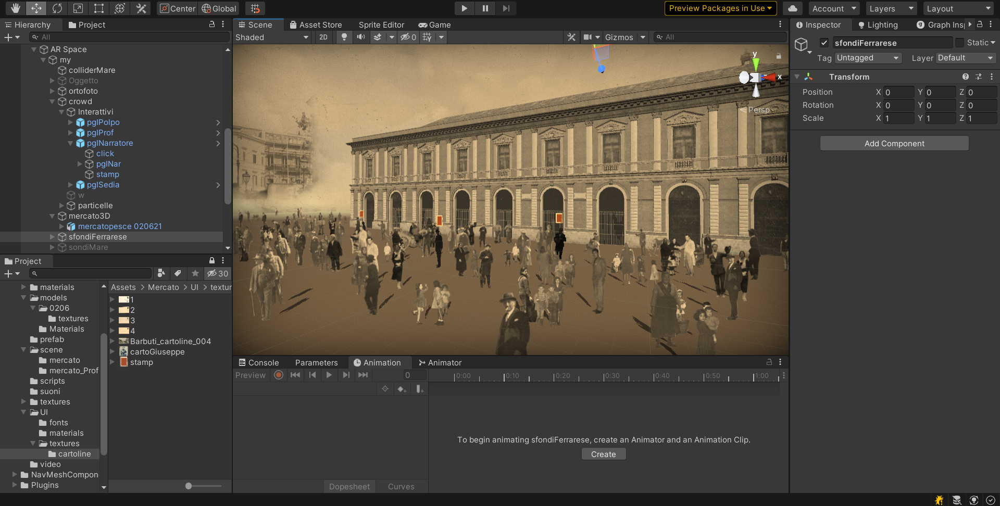 Center
Global
Preview Packages in Use
Account
Layers
Layout
Hierarchy
Project
All
AR Space
my
colliderMare
Oggetto
ortofoto
crowd
Interattivi
pgIPolpo
pgIProf
pgINarratore
click
pgINar
stamp
pgISedia
w
particelle
mercato3D
mercatopesce 020621
sfondiFerrarese
sondiMare
Scene
Asset Store
Sprite Editor
Game
Shaded
2D
0
Gizmos
All
y
x
Persp
Inspector
Lighting
Graph Insp
sfondiFerrarese
Static
Tag
Untagged
Layer
Default
Transform
Position X 0 Y 0 Z 0
Rotation X 0 Y 0 Z 0
Scale X 1 Y 1 Z 1
Add Component
Project
30
materials
models
0206
textures
Materials
prefab
scene
mercato
mercato_Prof
scripts
suoni
textures
UI
fonts
materials
textures
cartoline
video
NavMeshCompon
Plugins
Assets > Mercato > UI > textur
1
2
3
4
Barbuti_cartoline_004
cartoGiuseppe
stamp
Console
Parameters
Animation
Animator
Preview
0
0:00
0:10
0:20
0:30
0:40
0:50
1:00
To begin animating sfondiFerrarese, create an Animator and an Animation Clip.
Create
Dopesheet
Curves